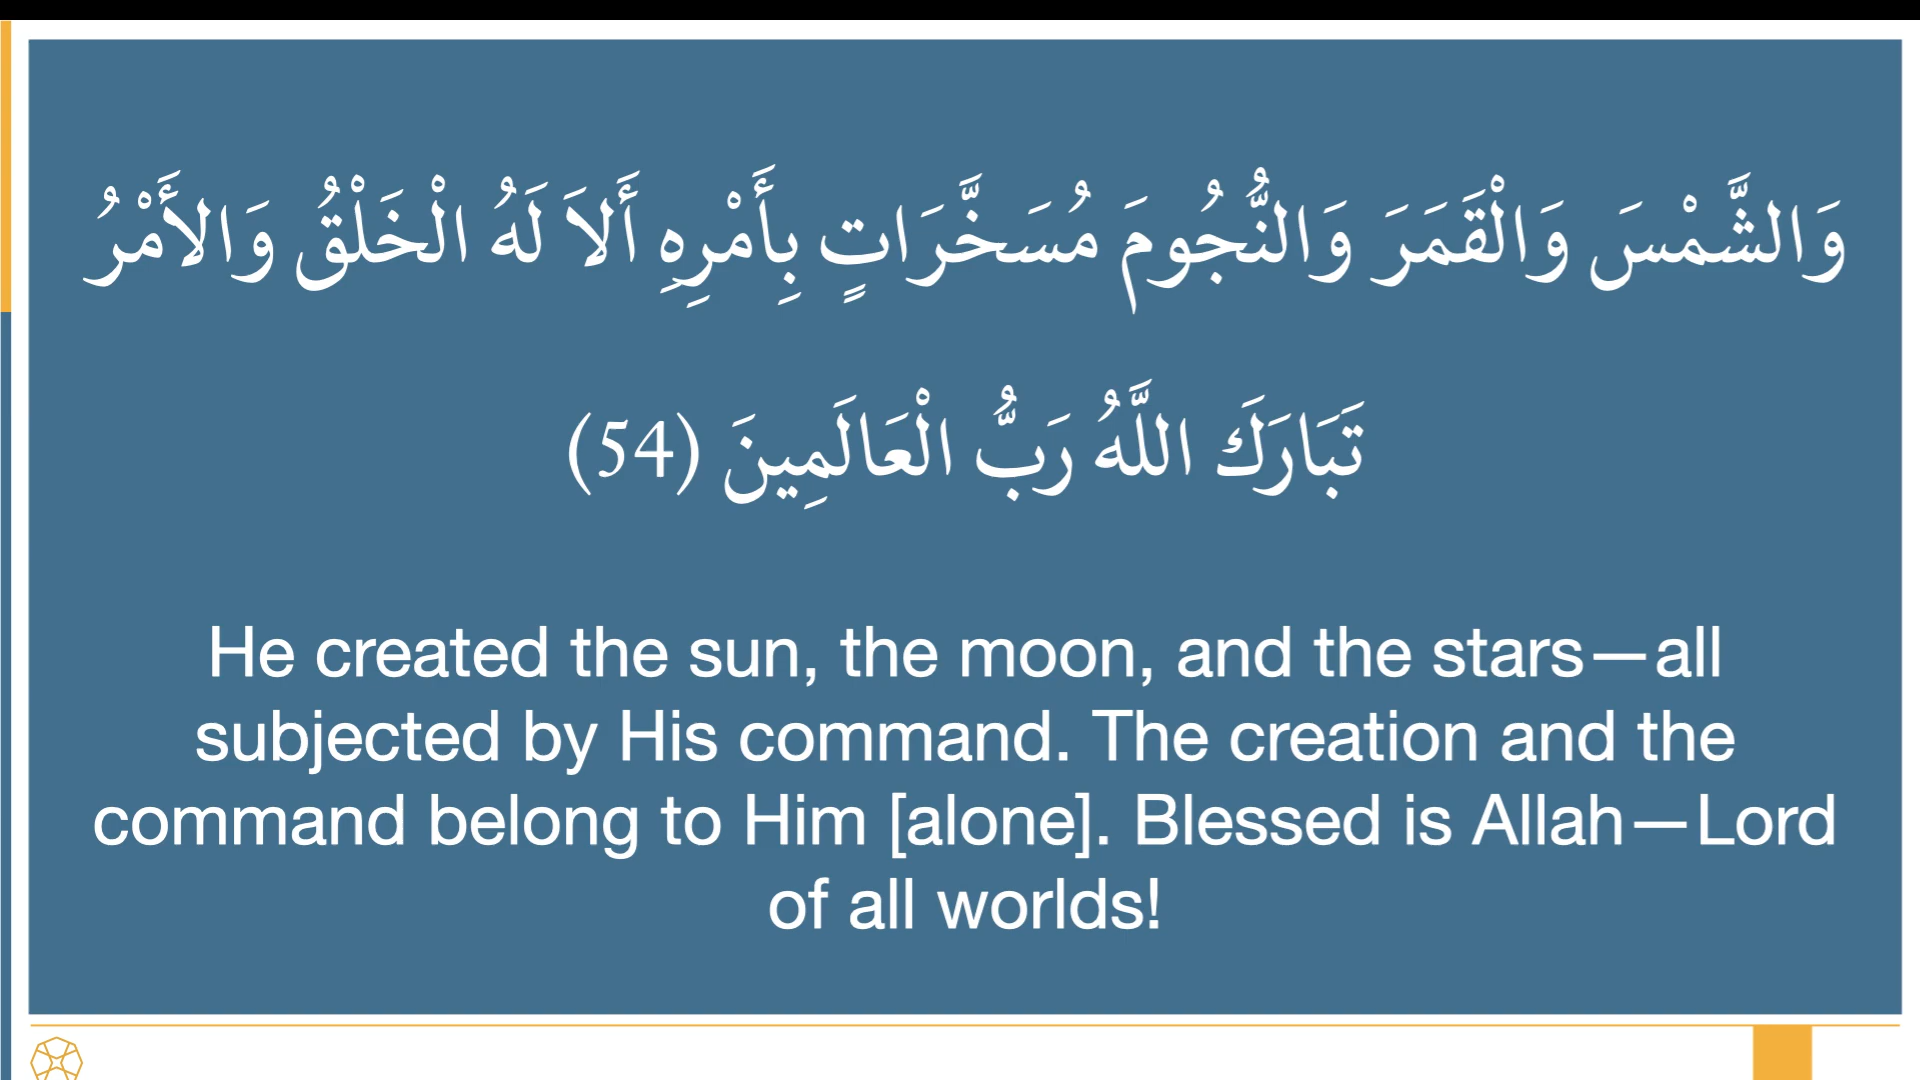 وَالشَّمْسَ وَالْقَمَرَ وَالنُّجُومَ مُسَخَّرَاتٍ بِأَمْرِهِ أَلاَ لَهُ الْخَلْقُ وَالأَمْرُ
تَبَارَكَ اللَّهُ رَبُّ الْعَالَمِينَ (54)
He created the sun, the moon, and the stars—all
subjected by His command. The creation and the
command belong to Him [alone]. Blessed is Allah—Lord
of all worlds!